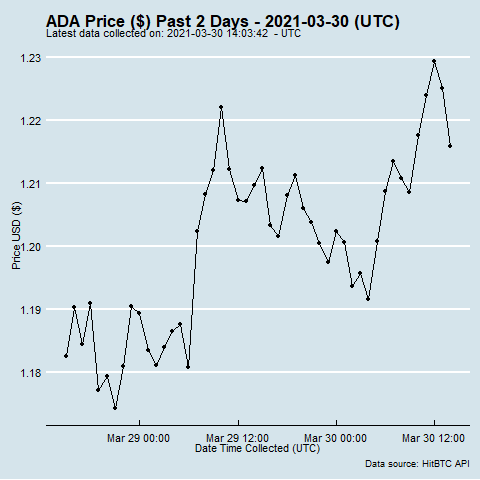 ADA Price ($) Past 2 Days - 2021-03-30 (UTC)
Latest data collected on: 2021-03-30 14:03:42 - UTC
1.23
1.22
1.21
1.20
1.19
1.18
Price USD ($)
Mar 29 00:00 Mar 29 12:00 Mar 30 00:00 Mar 30 12:00
Date Time Collected (UTC)
Data source: HitBTC API